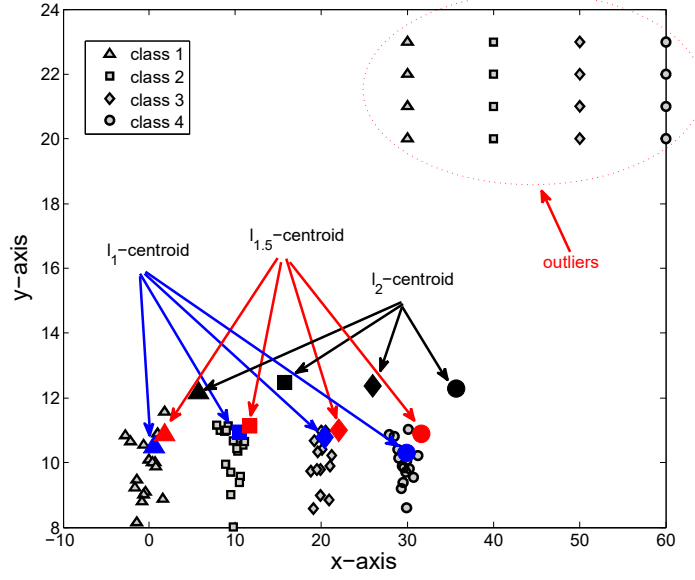 24
22
20
18
16
14
12
10
8
y−axis
class 1
class 2
class 3
class 4
outliers
l1−centroid
l1.5−centroid
l2−centroid
−10
0
10
20
30
40
50
60
x−axis